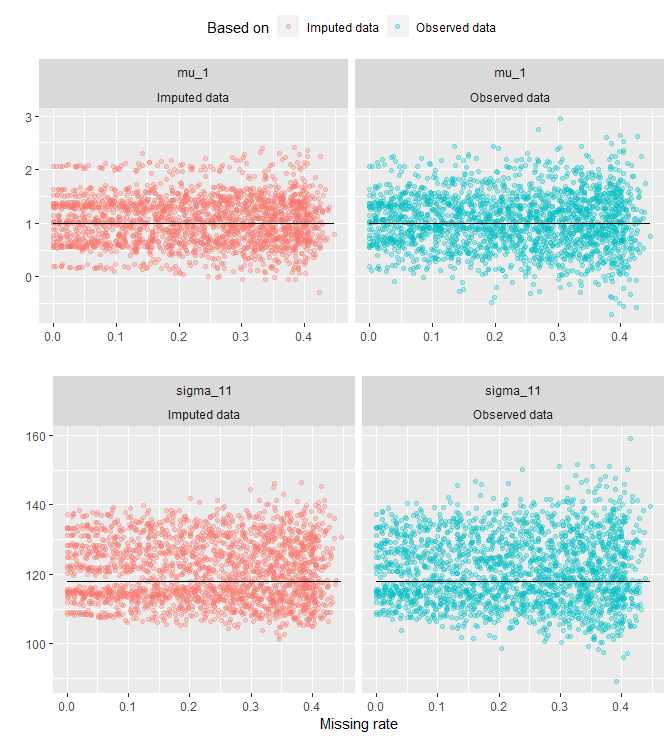 Based on Imputed data Observed data
mu_1 mu_1
Imputed data Observed data
3
2
1
0
0.0 0.1 0.2 0.3 0.4 0.0 0.1 0.2 0.3 0.4
sigma_11 sigma_11
Imputed data Observed data
160
140
120
100
0.0 0.1 0.2 0.3 0.4 0.0 0.1 0.2 0.3 0.4
Missing rate